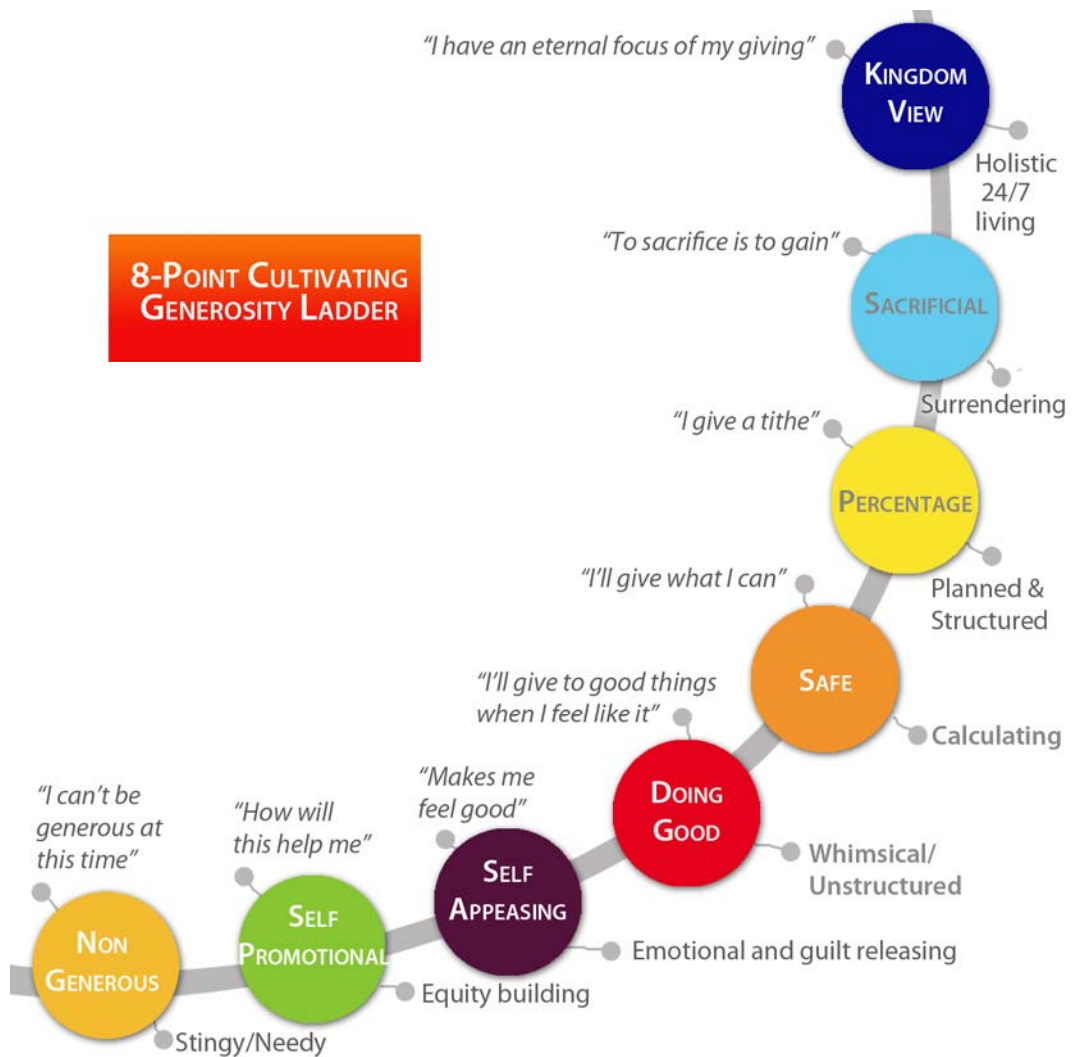 “I have an eternal focus of my giving”
KINGDOM
VIEW
Holistic
24/7
living
“To sacrifice is to gain”
8-POINT CULTIVATING
GENEROSITY LADDER
SACRIFICIAL
Surrendering
“I give a tithe”
PERCENTAGE
Planned &
Structured
“I’ll give what I can”
SAFE
Calculating
“I’ll give to good things
when I feel like it”
DOING
GOOD
Whimsical/
Unstructured
“Makes me
feel good”
SELF
APPEASING
Emotional and guilt releasing
“How will
this help me”
SELF
PROMOTIONAL
Equity building
“I can’t be
generous at
this time”
NON
GENEROUS
Stingy/Needy